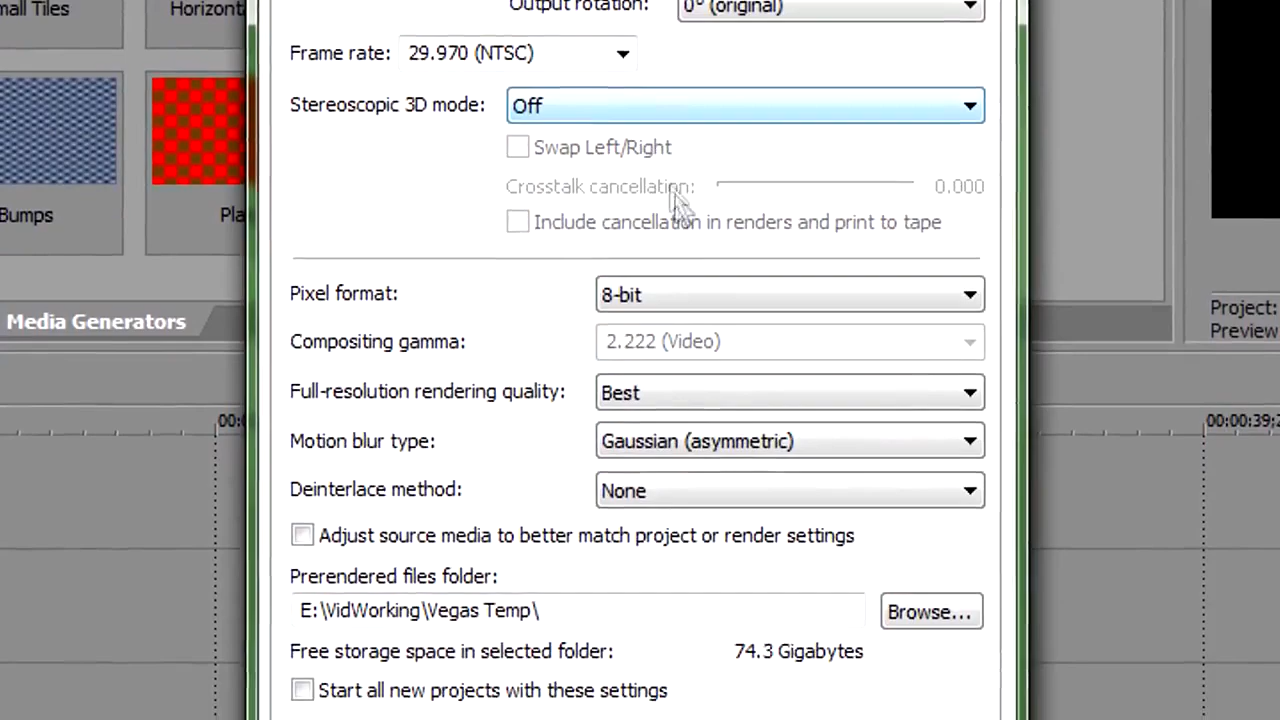 mall Tiles
Horizont
Output rotation:
0° (original)
Frame rate:
29.970 (NTSC)
Stereoscopic 3D mode:
Off
Swap Left/Right
Crosstalk cancellation:
0.000
Include cancellation in renders and print to tape
Bumps
Pla
Pixel format:
8-bit
Media Generators
Project:
Preview
Compositing gamma:
2.222 (Video)
Full-resolution rendering quality:
Best
00:0
00:00:39;2
Motion blur type:
Gaussian (asymmetric)
Deinterlace method:
None
Adjust source media to better match project or render settings
Prerendered files folder:
E:\VidWorking\Vegas Temp\
Browse...
Free storage space in selected folder:
74.3 Gigabytes
Start all new projects with these settings